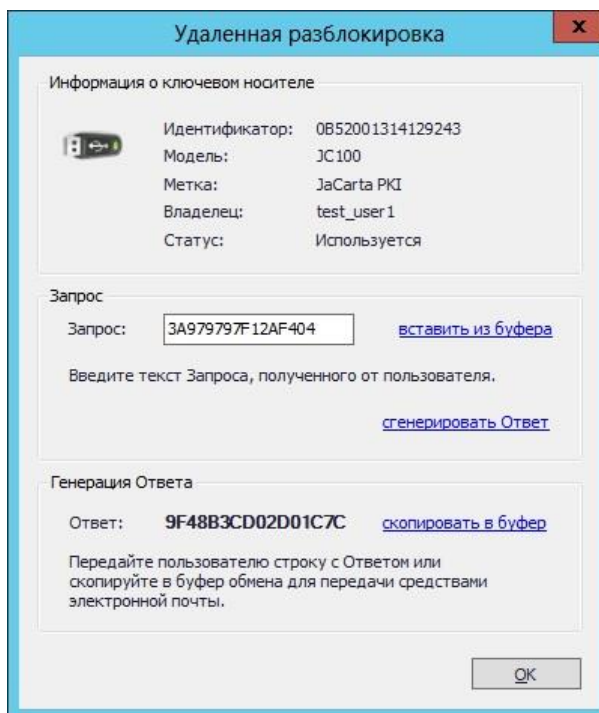 Удаленная разблокировка
x
Информация о ключевом носителе
Идентификатор: 0B52001314129243
Модель: JC100
Метка: JaCarta PKI
Владелец: test_user1
Статус: Используется
Запрос
Запрос: 3A979797F12AF404 вставить из буфера
Введите текст Запроса, полученного от пользователя.
сгенерировать Ответ
Генерация Ответа
Ответ: 9F48B3CD02D01C7C скопировать в буфер
Передайте пользователю строку с Ответом или
скопируйте в буфер обмена для передачи средствами
электронной почты.
OK